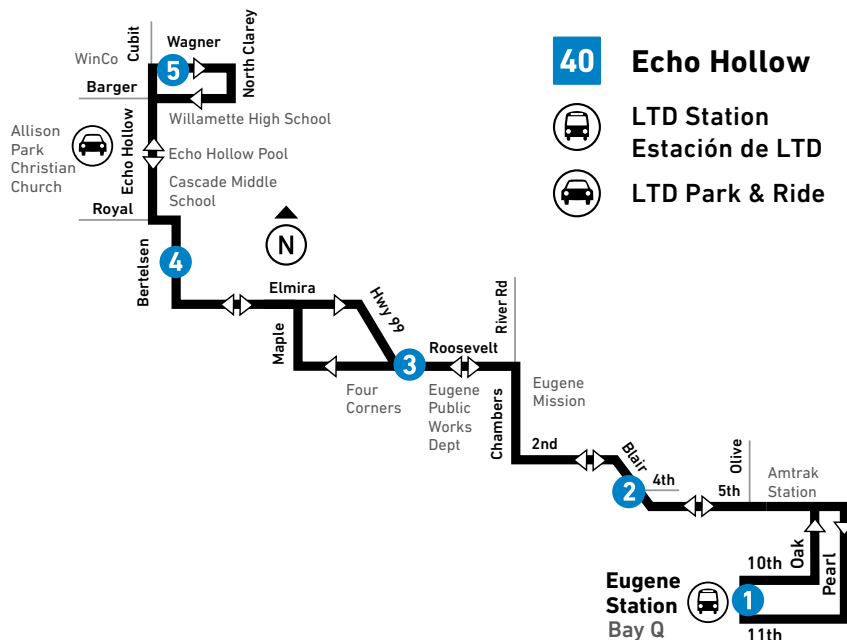 40 Echo Hollow
LTD Station
Estación de LTD
LTD Park & Ride
Cubit
Wagner
North Clarey
WinCo
5
Barger
Willamette High School
Allison
Park
Christian
Church
Echo Hollow
Echo Hollow Pool
Cascade Middle
School
Royal
N
Bertelsen
4
Elmira
Hwy 99
Maple
3
Roosevelt
River Rd
Four
Corners
Eugene
Public
Works
Dept
Chambers
Eugene
Mission
2nd
Blair
2
4th
5th
Olive
Amtrak
Station
Oak
Pearl
10th
Eugene
Station
Bay Q
1
11th